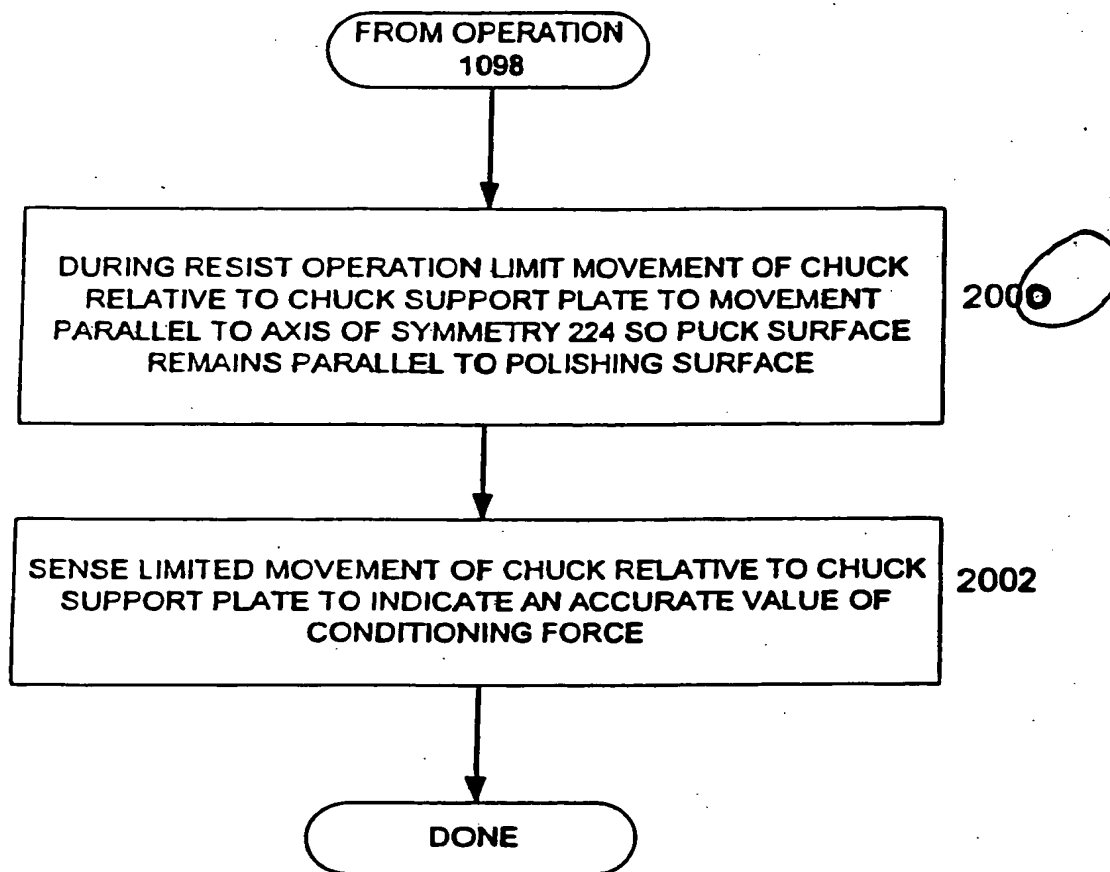 FROM OPERATION
1098
DURING RESIST OPERATION LIMIT MOVEMENT OF CHUCK
RELATIVE TO CHUCK SUPPORT PLATE TO MOVEMENT
PARALLEL TO AXIS OF SYMMETRY 224 SO PUCK SURFACE
REMAINS PARALLEL TO POLISHING SURFACE
2000
SENSE LIMITED MOVEMENT OF CHUCK RELATIVE TO CHUCK
SUPPORT PLATE TO INDICATE AN ACCURATE VALUE OF
CONDITIONING FORCE
2002
DONE